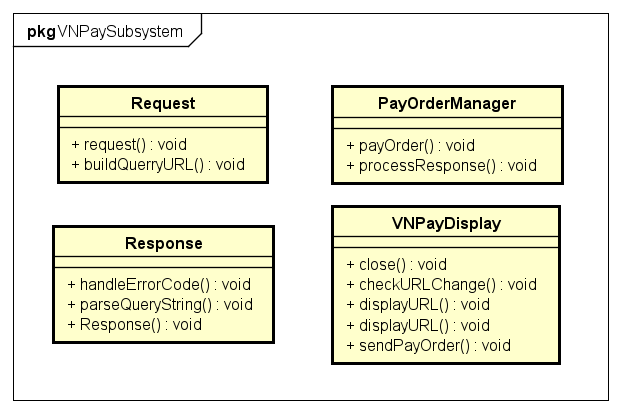 pkg VNPaySubsystem
Request
+ request() : void
+ buildQuerryURL() : void
PayOrderManager
+ payOrder() : void
+ processResponse() : void
Response
+ handleErrorCode() : void
+ parseQueryString() : void
+ Response() : void
VNPayDisplay
+ close() : void
+ checkURLChange() : void
+ displayURL() : void
+ displayURL() : void
+ sendPayOrder() : void